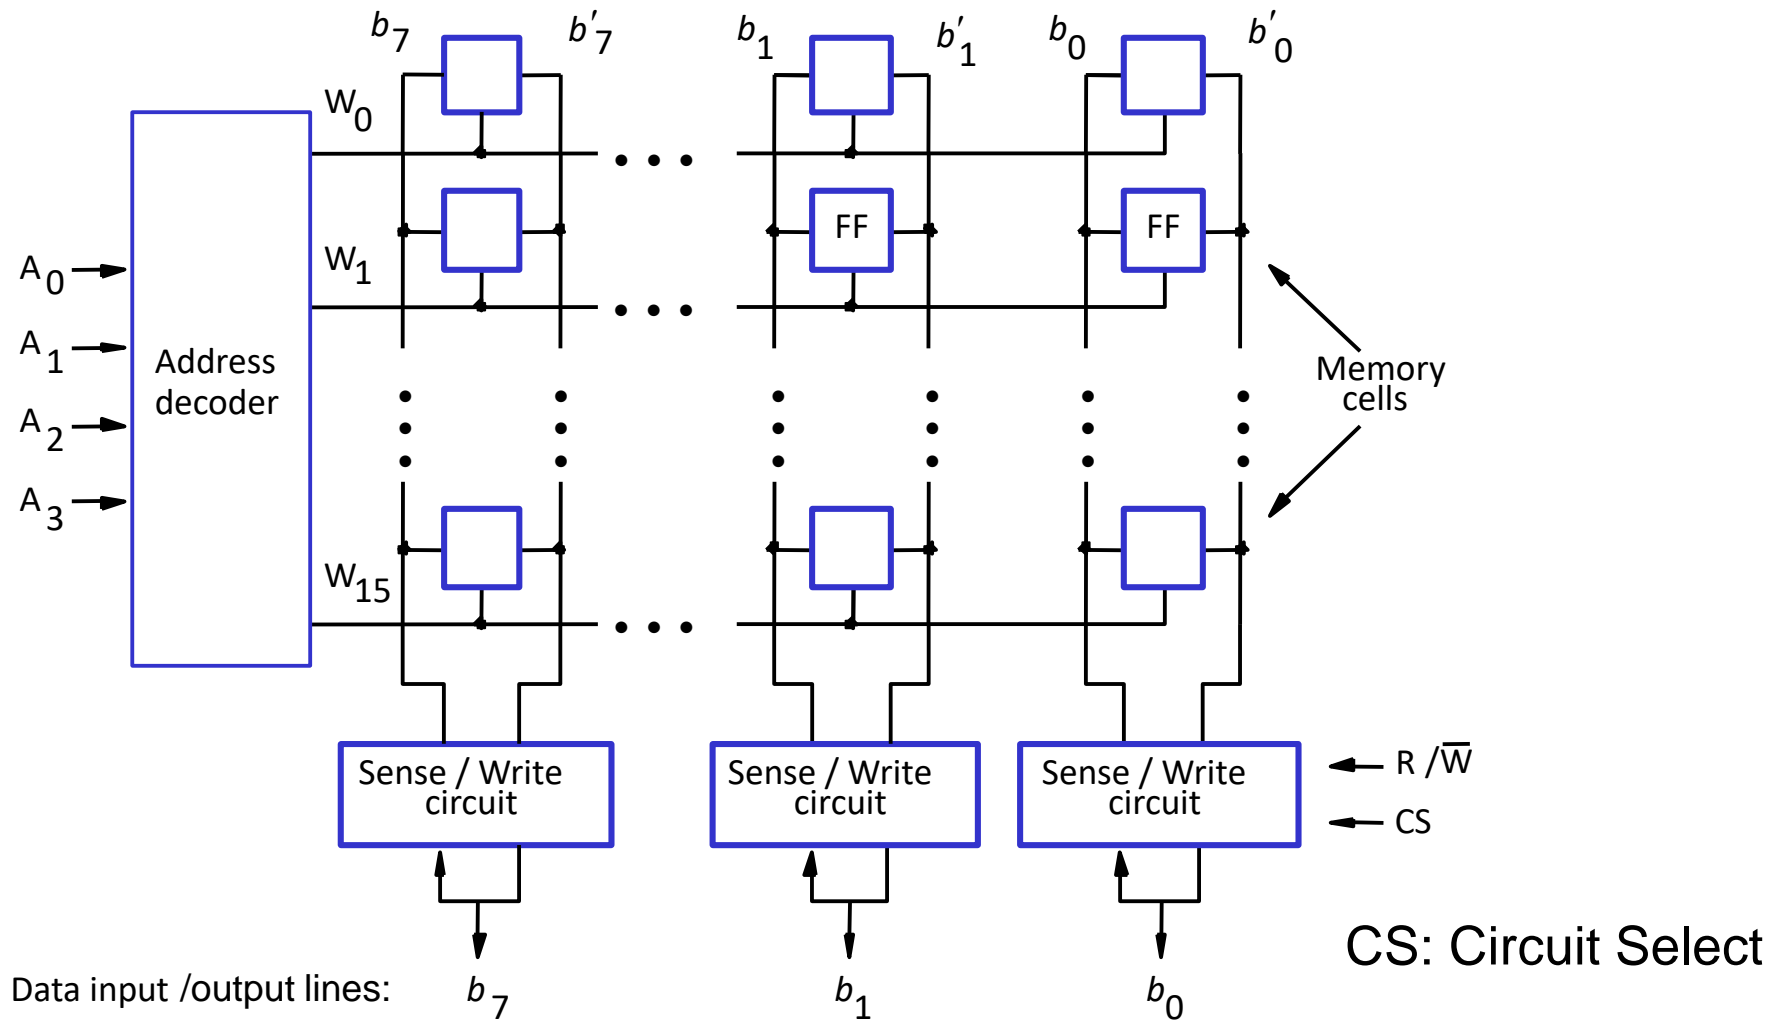 b7 b′7 b1 b′1 b0 b′0
W0
FF FF
W1
A0
A1
Address
decoder
Memory
cells
A2
A3
W15
Sense / Write
circuit
Sense / Write
circuit
Sense / Write
circuit
R / W̅
CS
CS: Circuit Select
Data input /output lines: b7 b1 b0